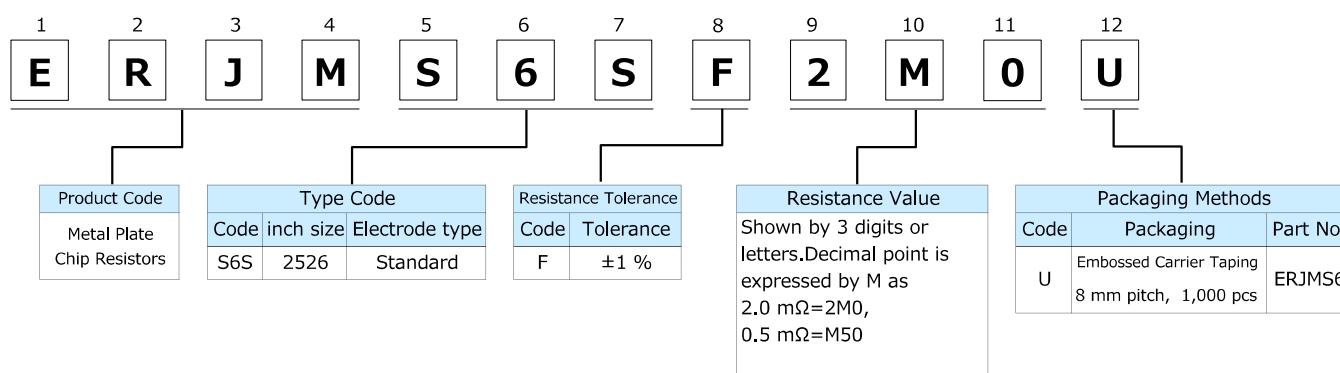 1 2 3 4 5 6 7 8 9 10 11 12
E R J M S 6 S F 2 M 0 U
Product Code
Metal Plate
Chip Resistors
Type Code
Code inch size Electrode type
S6S 2526 Standard
Resistance Tolerance
Code Tolerance
F ±1 %
Resistance Value
Shown by 3 digits or
letters.Decimal point is
expressed by M as
2.0 mΩ=2M0,
0.5 mΩ=M50
Packaging Methods
Code Packaging Part No
U Embossed Carrier Taping
8 mm pitch, 1,000 pcs
ERJMS6